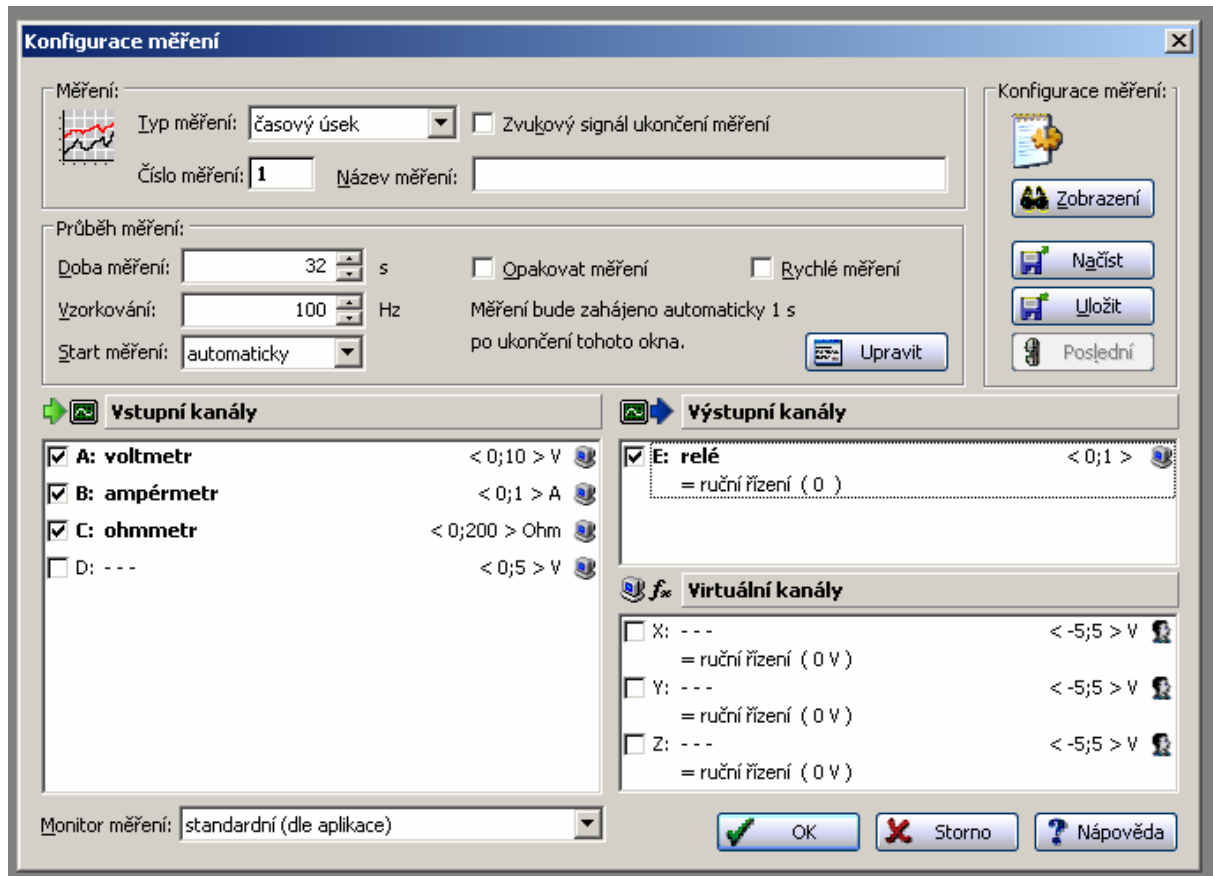 Konfigurace měření
Měření:
Typ měření: časový úsek
Zvukový signál ukončení měření
Číslo měření: 1
Název měření:
Konfigurace měření:
Zobrazení
Načíst
Uložit
Poslední
Průběh měření:
Doba měření: 32 s
Opakovat měření
Rychlé měření
Vzorkování: 100 Hz
Měření bude zahájeno automaticky 1 s
po ukončení tohoto okna.
Start měření: automaticky
Upravit
Vstupní kanály
A: voltmetr < 0;10 > V
B: ampérmetr < 0;1 > A
C: ohmmetr < 0;200 > Ohm
D: - - - < 0;5 > V
Výstupní kanály
E: relé < 0;1 >
= ruční řízení ( 0 )
fx Virtuální kanály
X: - - - < -5;5 > V
= ruční řízení ( 0 V )
Y: - - - < -5;5 > V
= ruční řízení ( 0 V )
Z: - - - < -5;5 > V
= ruční řízení ( 0 V )
Monitor měření: standardní (dle aplikace)
OK
Storno
Nápověda